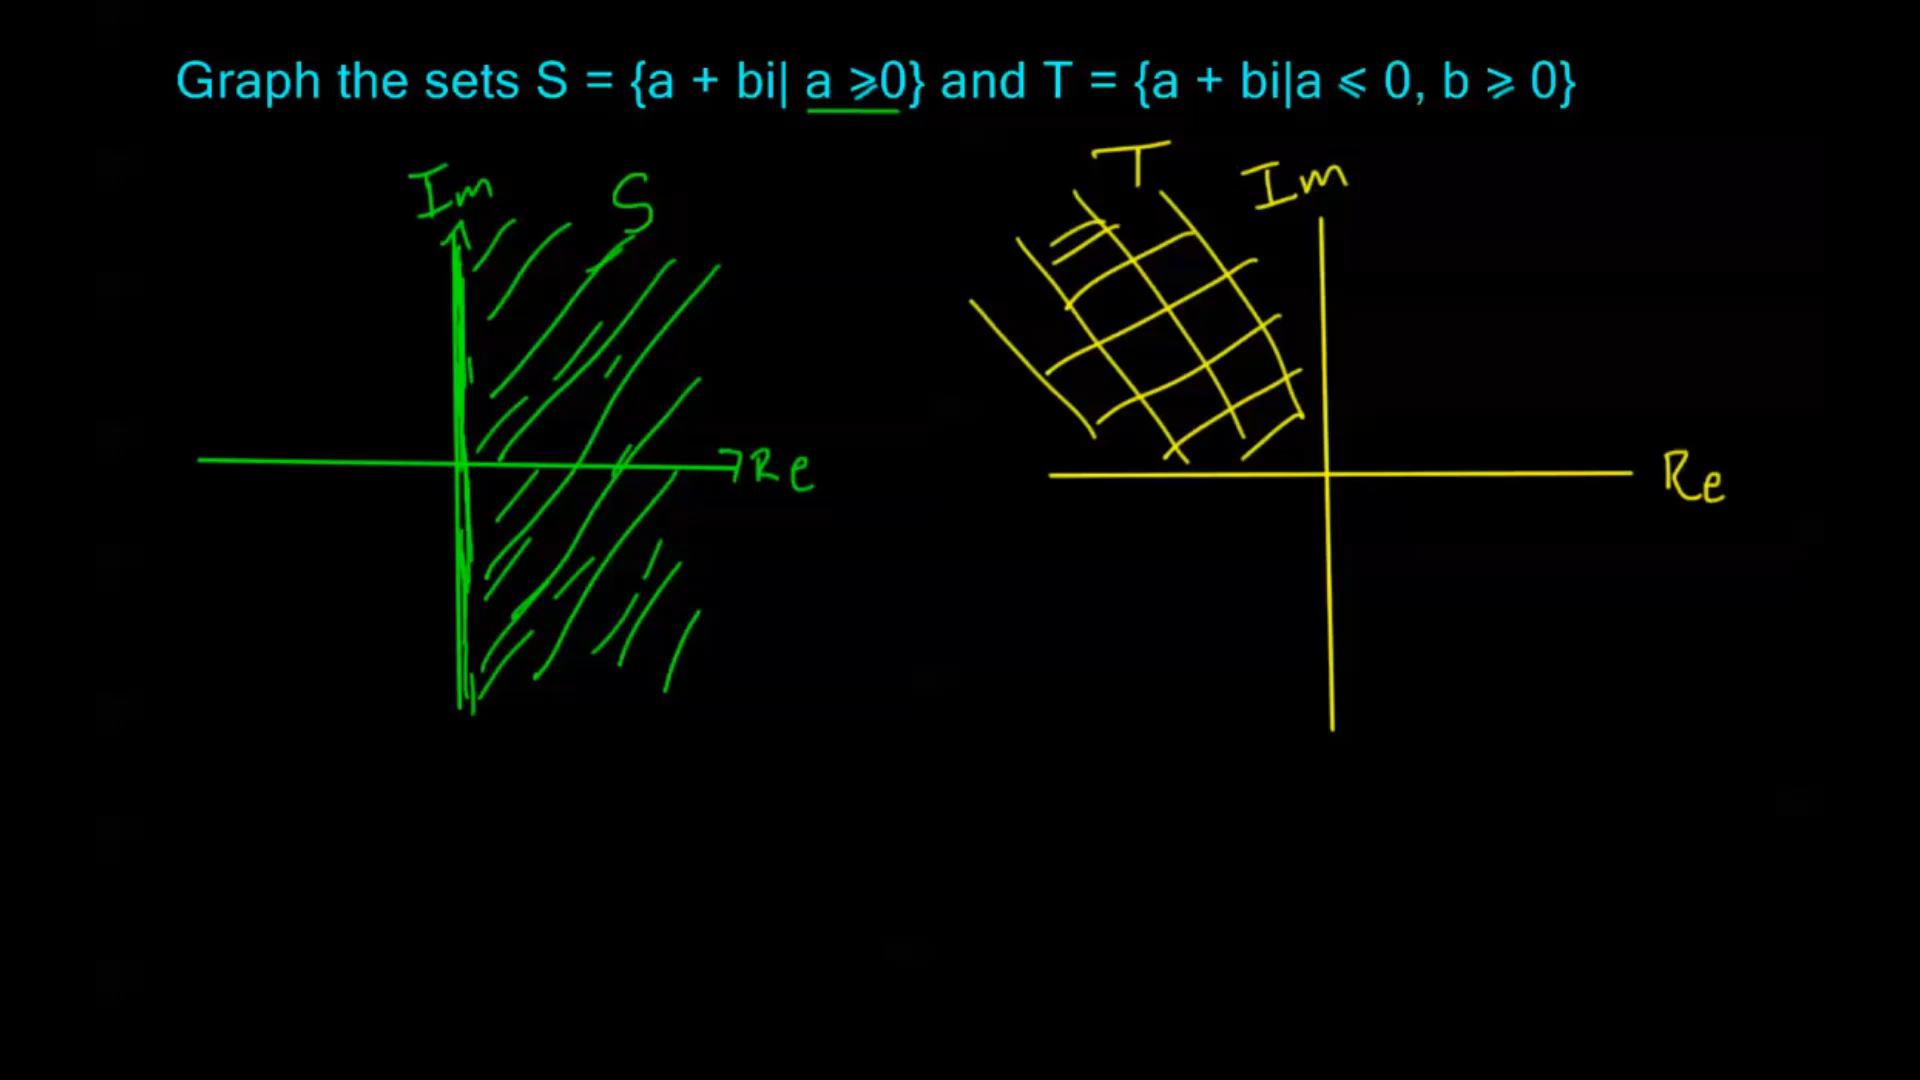 Graph the sets S = {a + bi| a ⩾0} and T = {a + bi|a ⩽ 0, b ⩾ 0}
Im
S
Re
T
Im
Re